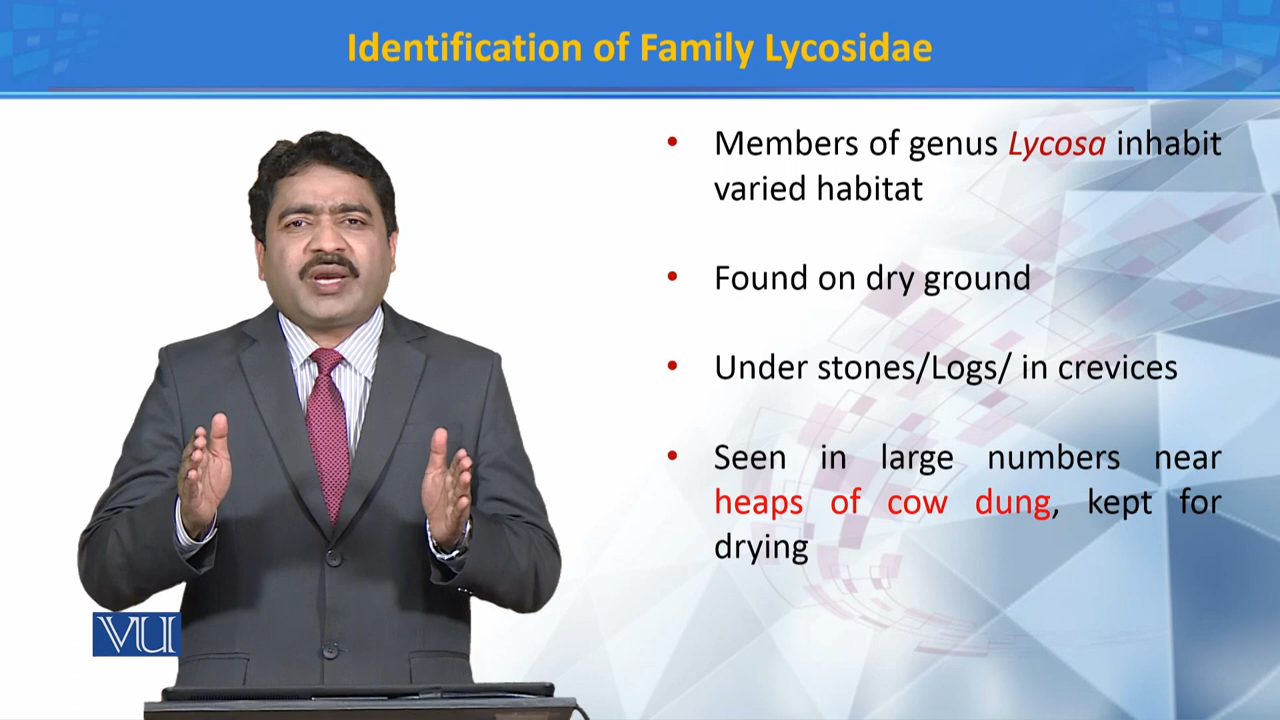 Identification of Family Lycosidae
• Members of genus Lycosa inhabit
varied habitat
• Found on dry ground
• Under stones/Logs/ in crevices
• Seen in large numbers near
heaps of cow dung, kept for
drying
VU